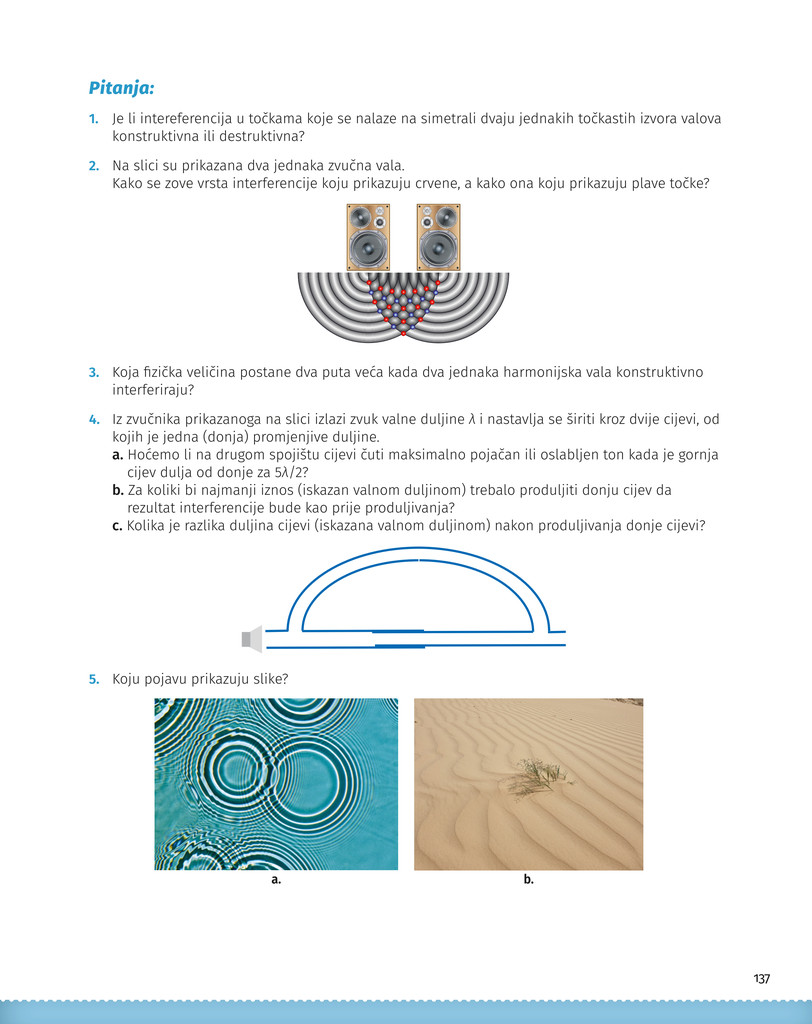 Pitanja:
1. Je li intereferencija u točkama koje se nalaze na simetrali dvaju jednakih točkastih izvora valova
konstruktivna ili destruktivna?
2. Na slici su prikazana dva jednaka zvučna vala.
Kako se zove vrsta interferencije koju prikazuju crvene, a kako ona koju prikazuju plave točke?
3. Koja fizička veličina postane dva puta veća kada dva jednaka harmonijska vala konstruktivno
interferiraju?
4. Iz zvučnika prikazanoga na slici izlazi zvuk valne duljine λ i nastavlja se širiti kroz dvije cijevi, od
kojih je jedna (donja) promjenjive duljine.
a. Hoćemo li na drugom spojištu cijevi čuti maksimalno pojačan ili oslabljen ton kada je gornja
cijev dulja od donje za 5λ/2?
b. Za koliki bi najmanji iznos (iskazan valnom duljinom) trebalo produljiti donju cijev da
rezultat interferencije bude kao prije produljivanja?
c. Kolika je razlika duljina cijevi (iskazana valnom duljinom) nakon produljivanja donje cijevi?
5. Koju pojavu prikazuju slike?
a.
b.
137